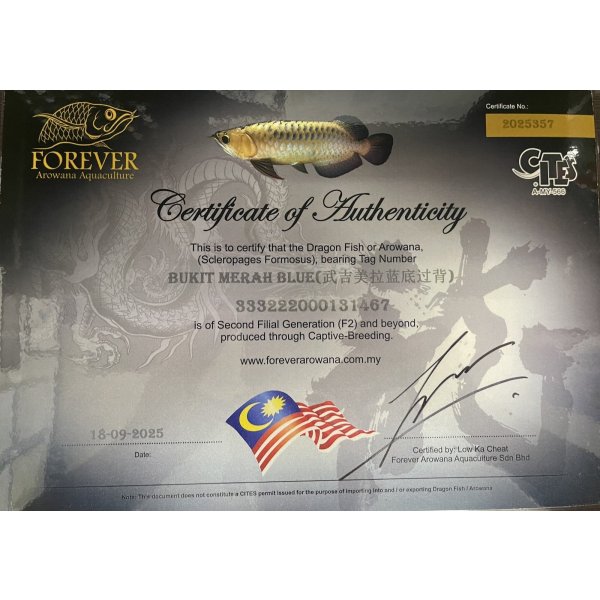 FOREVER
Arowana Aquaculture
Certificate No.:
2025357
CITES
A-MY-566
Certificate of Authenticity
This is to certify that the Dragon Fish or Arowana,
(Scleropages Formosus), bearing Tag Number
BUKIT MERAH BLUE(武吉美拉蓝底过背)
333222000131467
is of Second Filial Generation (F2) and beyond,
produced through Captive-Breeding.
www.foreverarowana.com.my
18-09-2025
Date:
Certified by: Low Ka Cheat
Forever Arowana Aquaculture Sdn Bhd
Note: This document does not constitute a CITES permit issued for the purpose of importing into and / or exporting Dragon Fish / Arowana